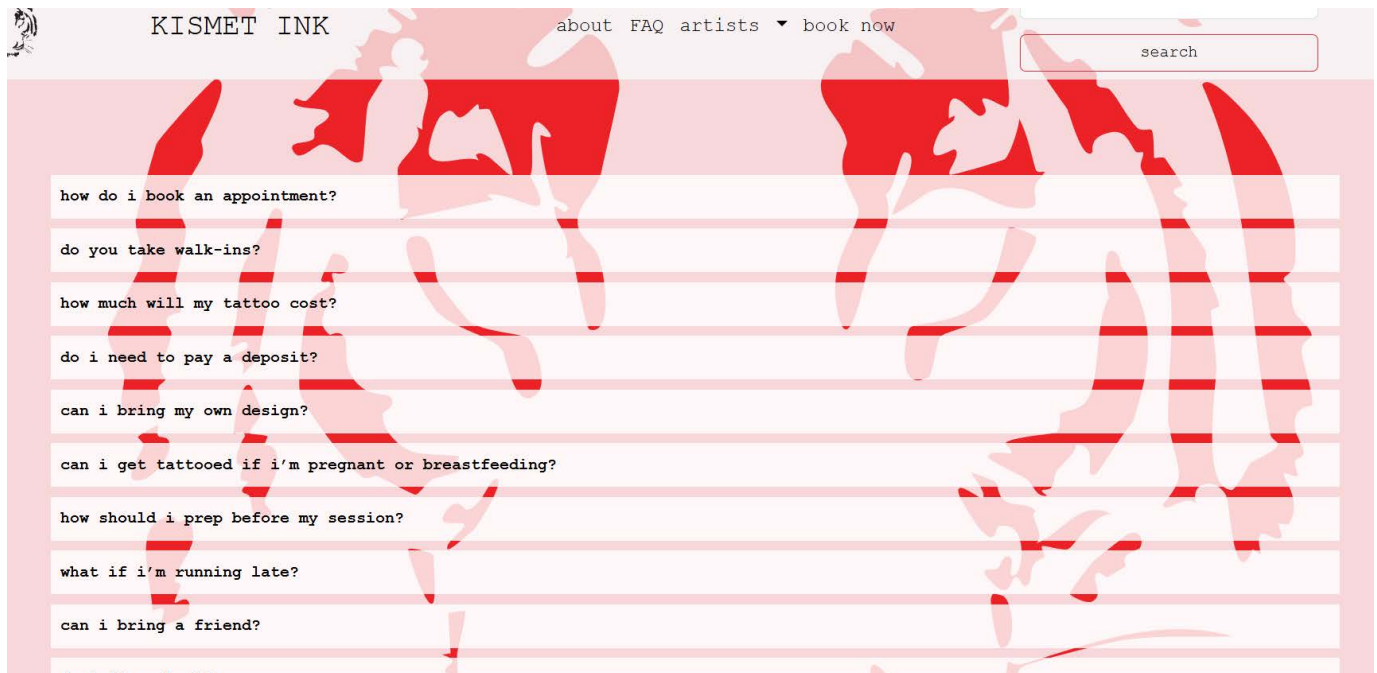 KISMET INK
about FAQ artists book now
search
how do i book an appointment?
do you take walk-ins?
how much will my tattoo cost?
do i need to pay a deposit?
can i bring my own design?
can i get tattooed if i’m pregnant or breastfeeding?
how should i prep before my session?
what if i’m running late?
can i bring a friend?